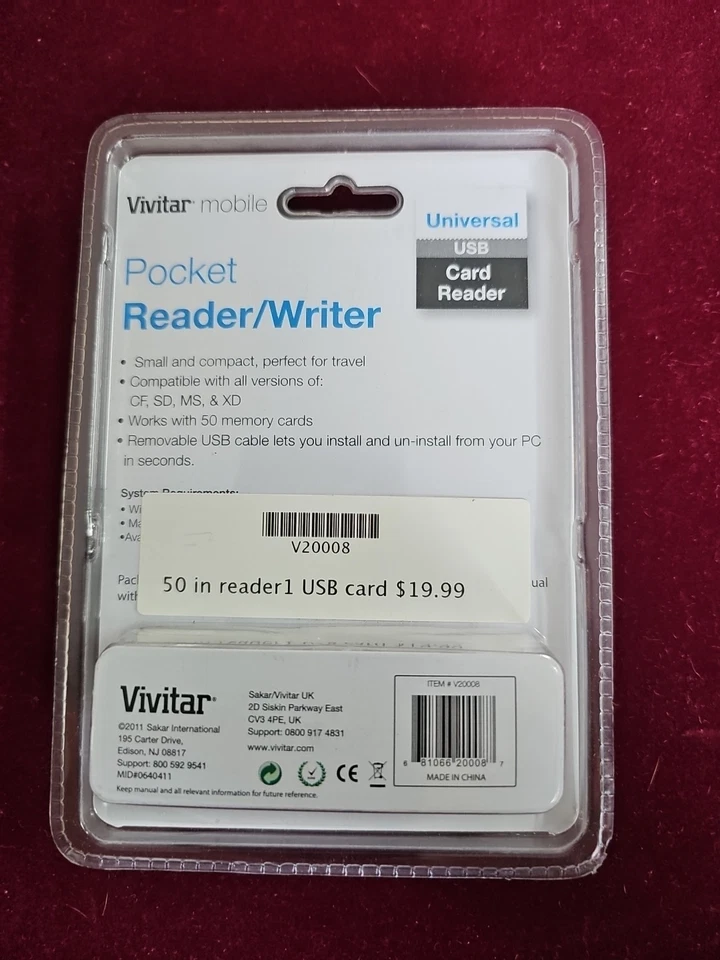 Vivitar mobile
Universal
USB
Card
Reader
Pocket
Reader/Writer
• Small and compact, perfect for travel
• Compatible with all versions of:
CF, SD, MS, & XD
• Works with 50 memory cards
• Removable USB cable lets you install and un-install from your PC
in seconds.
System Requirements:
V20008
50 in reader1 USB card $19.99
Vivitar
©2011 Sakar International
195 Carter Drive,
Edison, NJ 08817
Support: 800 592 9541
MID#0640411
Keep manual and all relevant information for future reference.
Sakar/Vivitar UK
2D Siskin Parkway East
CV3 4PE, UK
Support: 0800 917 4831
www.vivitar.com
CE
ITEM # V20008
6 81066 20008 7
MADE IN CHINA